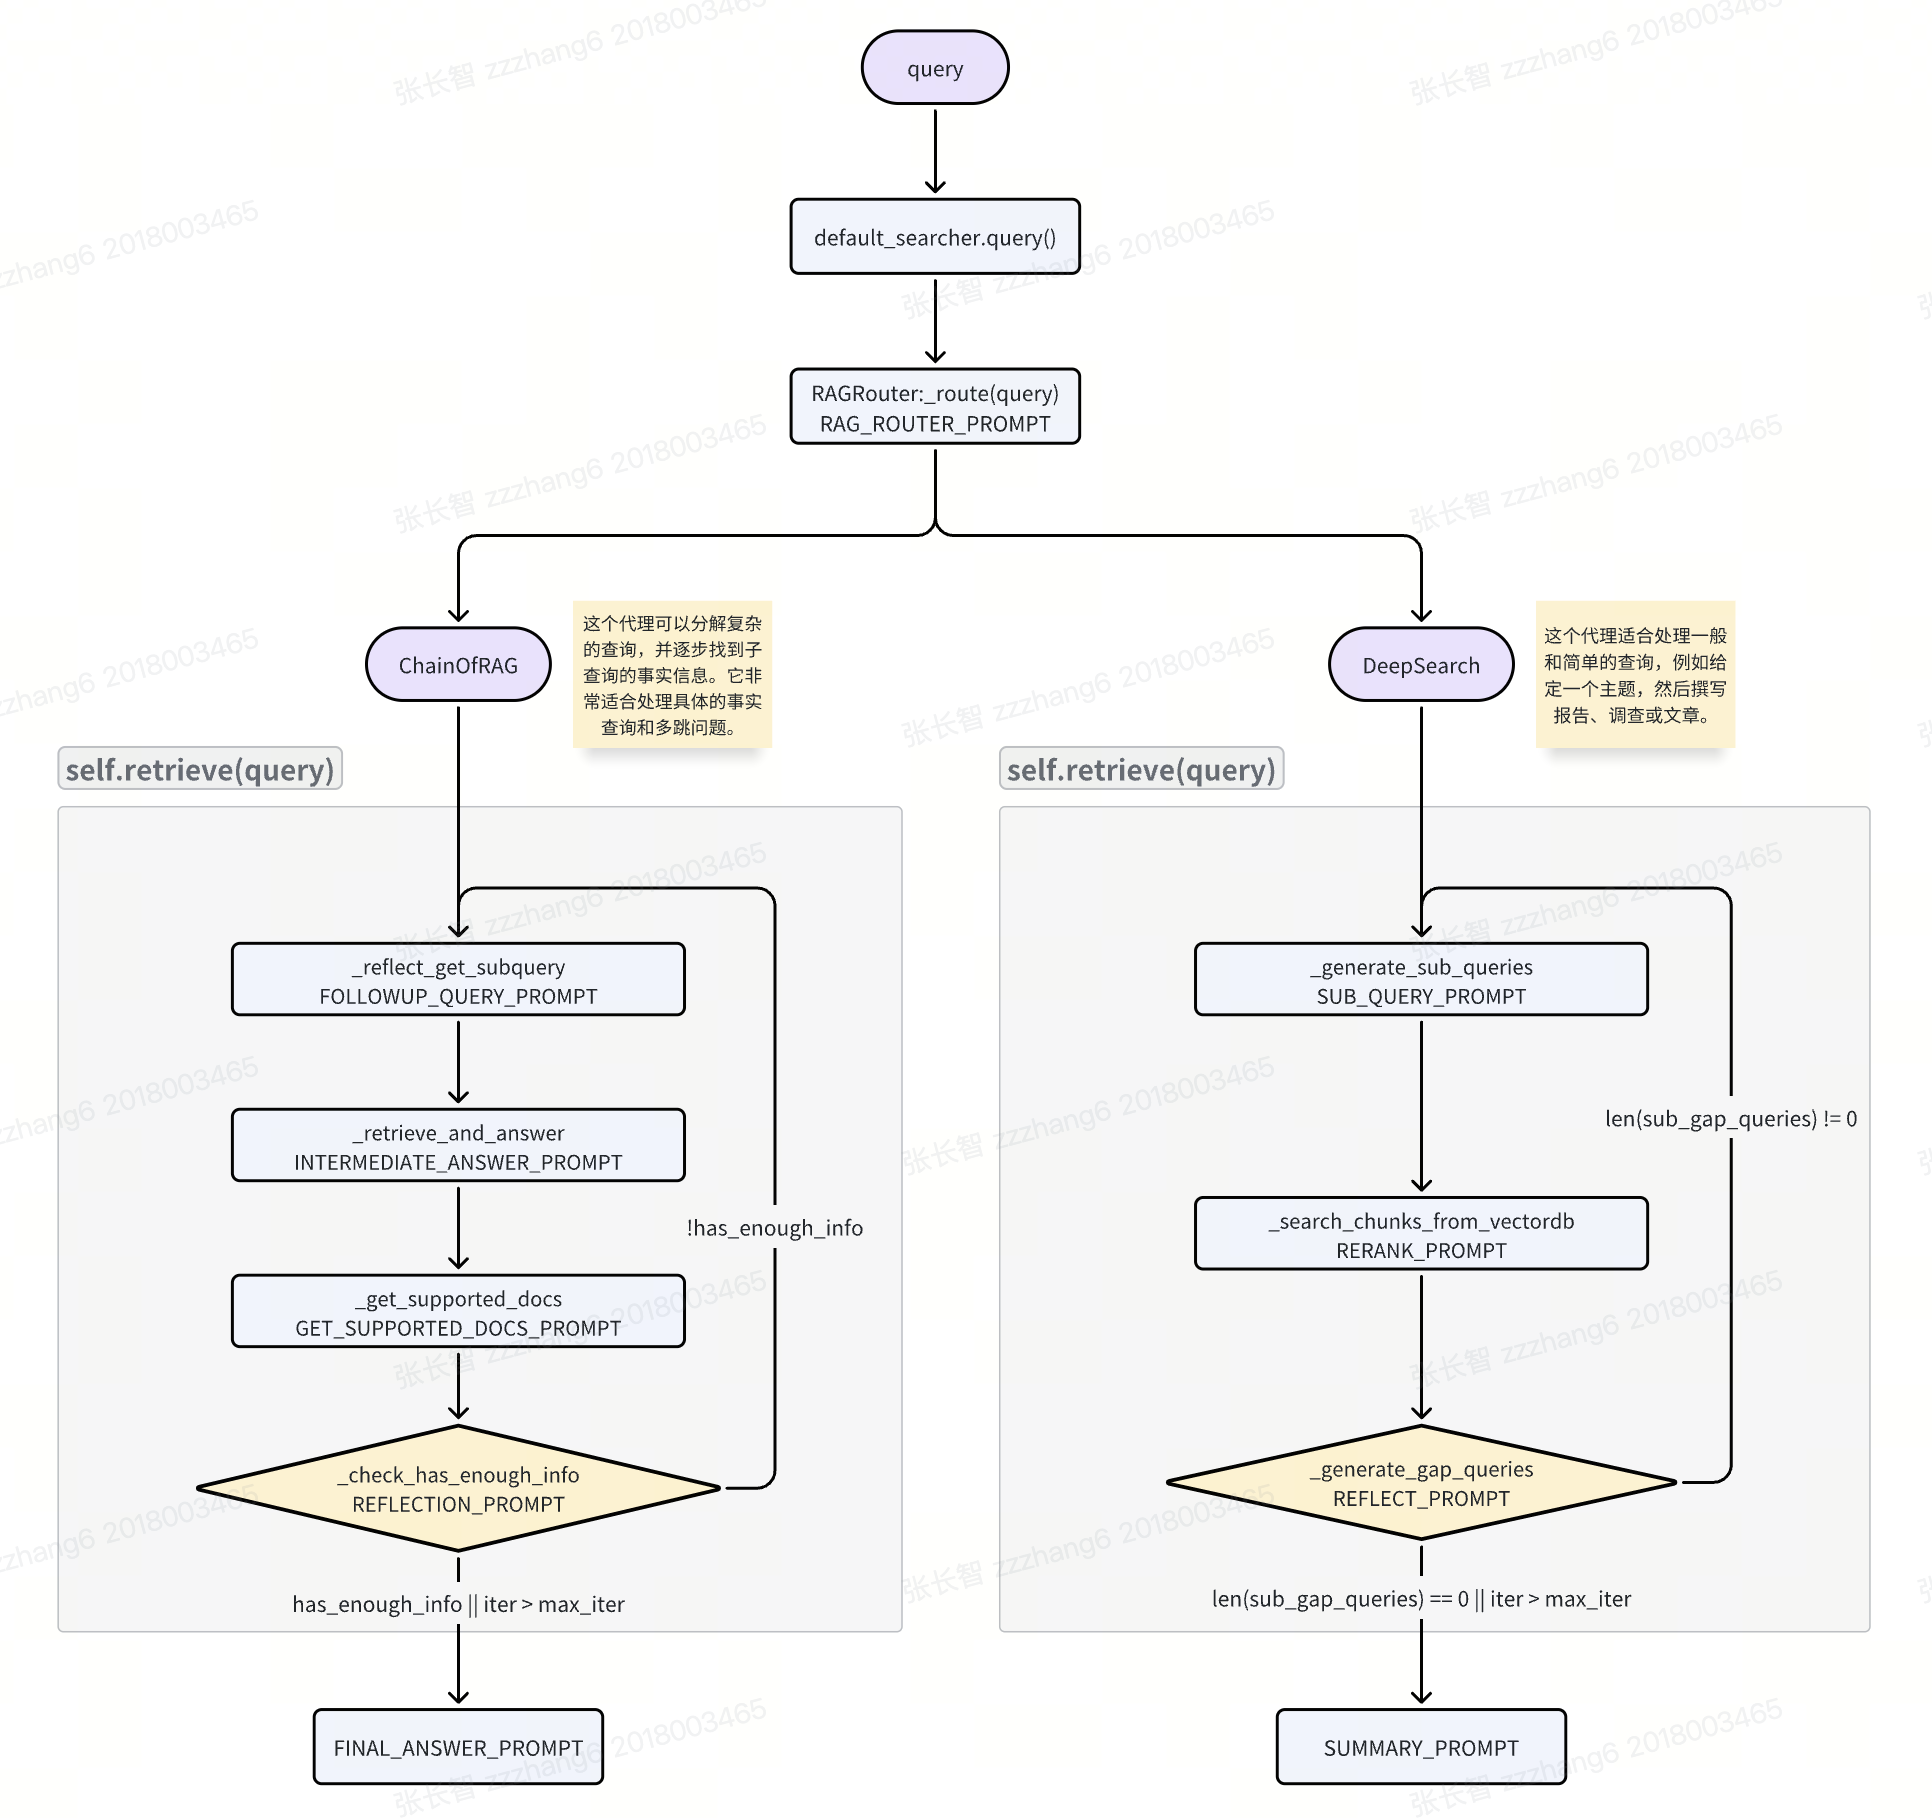 query
default_searcher.query()
RAGRouter:_route(query)
RAG_ROUTER_PROMPT
ChainOfRAG
这个代理可以分解复杂
的查询，并逐步找到子
查询的事实信息。它非
常适合处理具体的事实
查询和多跳问题。
DeepSearch
这个代理适合处理一般
和简单的查询，例如给
定一个主题，然后撰写
报告、调查或文章。
self.retrieve(query)
_reflect_get_subquery
FOLLOWUP_QUERY_PROMPT
_retrieve_and_answer
INTERMEDIATE_ANSWER_PROMPT
!has_enough_info
_get_supported_docs
GET_SUPPORTED_DOCS_PROMPT
_check_has_enough_info
REFLECTION_PROMPT
has_enough_info || iter > max_iter
FINAL_ANSWER_PROMPT
self.retrieve(query)
_generate_sub_queries
SUB_QUERY_PROMPT
len(sub_gap_queries) != 0
_search_chunks_from_vectordb
RERANK_PROMPT
_generate_gap_queries
REFLECT_PROMPT
len(sub_gap_queries) == 0 || iter > max_iter
SUMMARY_PROMPT
张长智 zzzhang6 2018003465